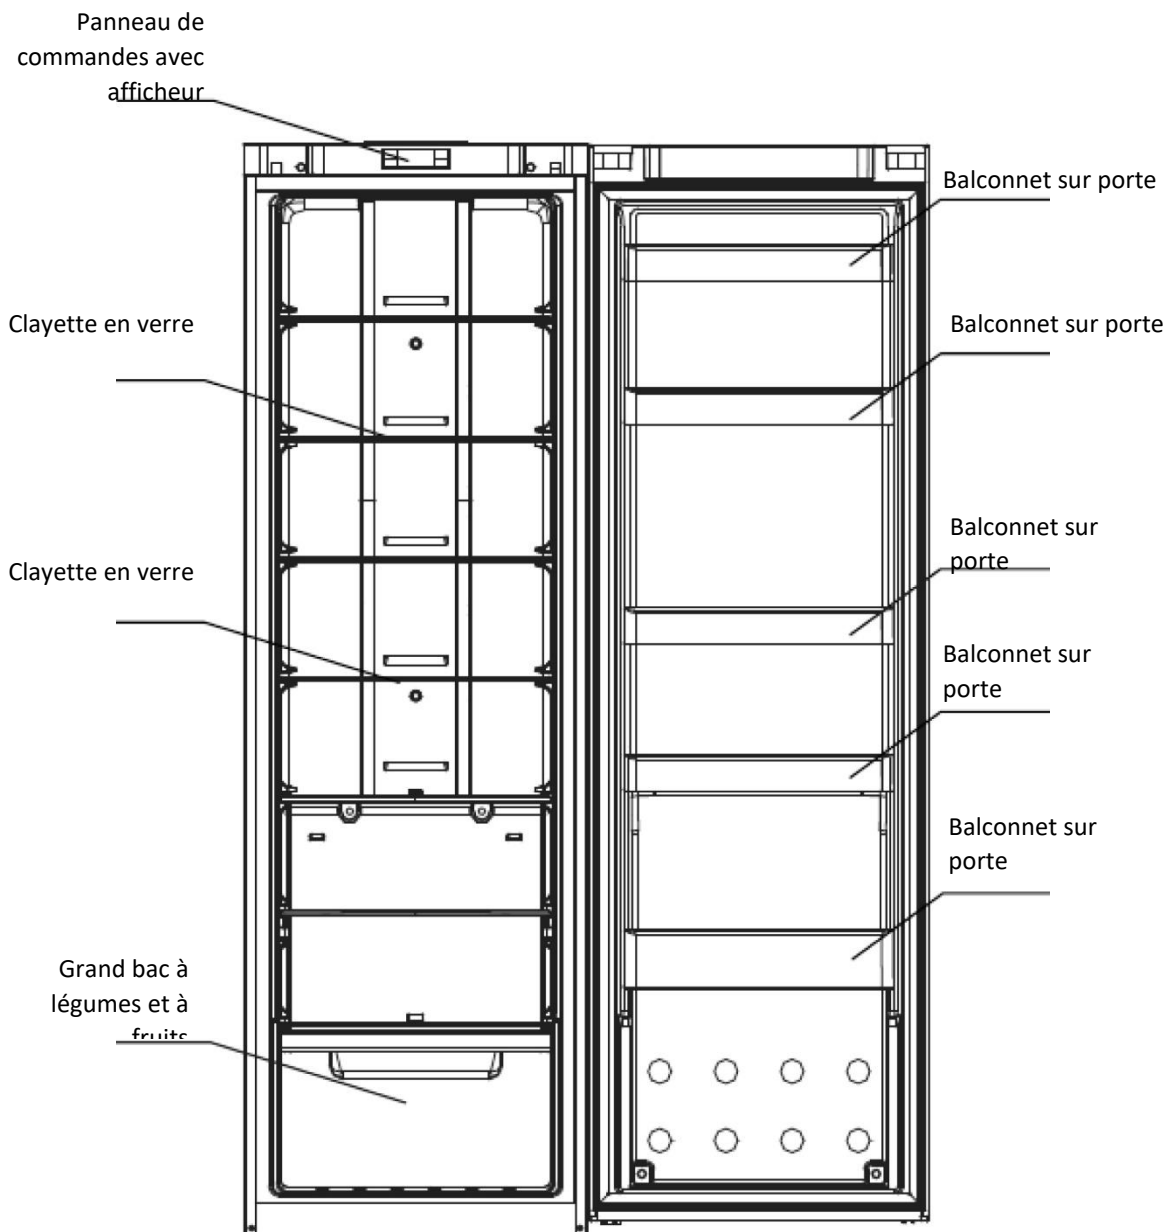 Panneau de
commandes avec
afficheur
Balconnet sur porte
Clayette en verre
Balconnet sur porte
Balconnet sur
porte
Clayette en verre
Balconnet sur
porte
Balconnet sur
porte
Grand bac à
légumes et à
fruits